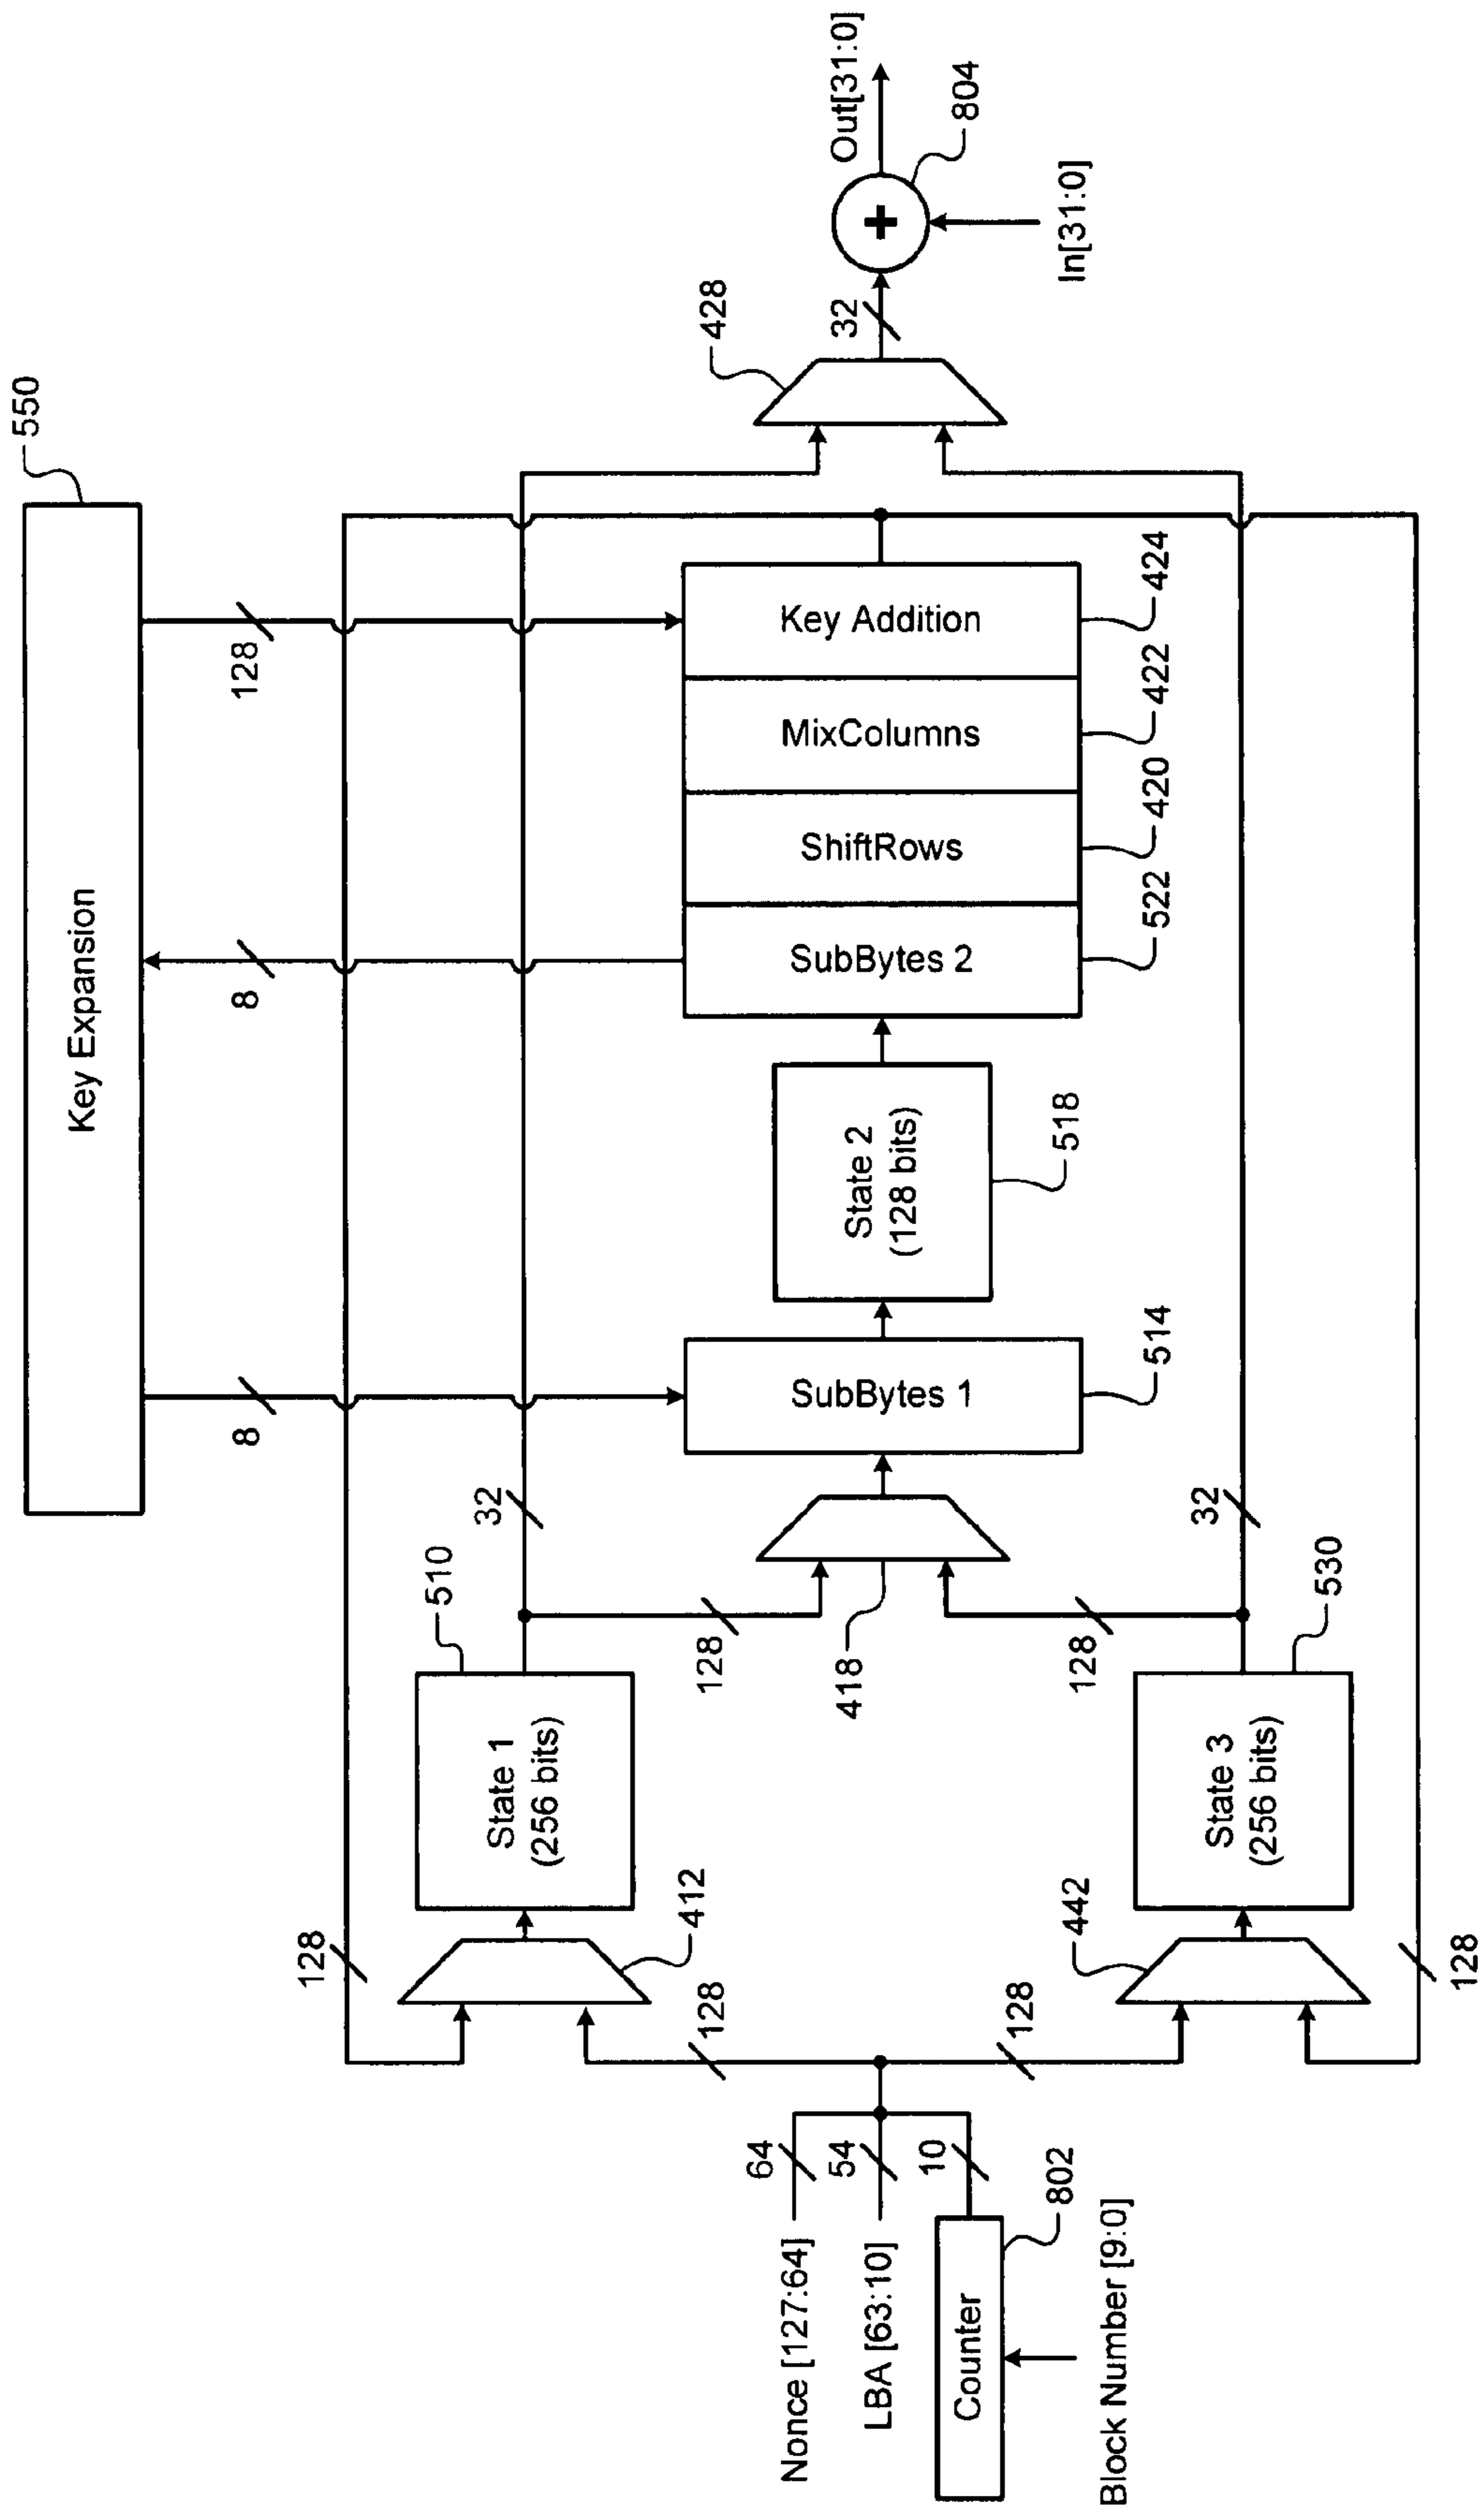 550
Key Expansion
8
8
128
128
412
State 1
(256 bits)
510
32
Nonce [127:64]
64
LBA [63:10]
54
Counter
10
802
Block Number [9:0]
128
128
128
418
128
SubBytes 1
514
State 2
(128 bits)
518
SubBytes 2
522
ShiftRows
420
MixColumns
422
Key Addition
424
428
32
Out[31:0]
804
In[31:0]
442
State 3
(256 bits)
530
32
128